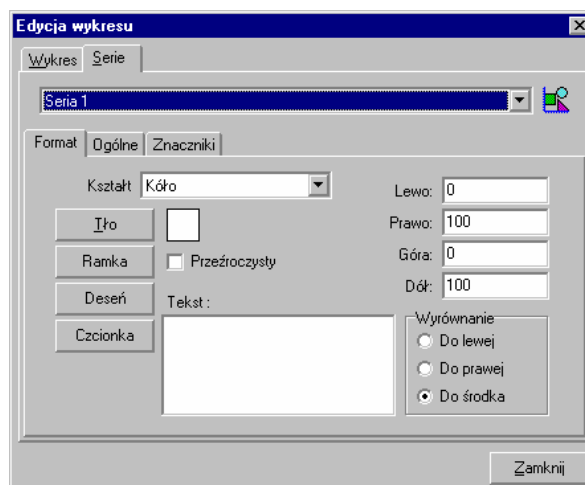 Edycja wykresu
Wykres Serie
Seria 1
Format Ogólne Znaczniki
Kształt Kóło
Tło
Ramka
Deseń
Czcionka
Przeźroczysty
Tekst :
Lewo: 0
Prawo: 100
Góra: 0
Dół: 100
Wyrównanie
Do lewej
Do prawej
Do środka
Zamknij